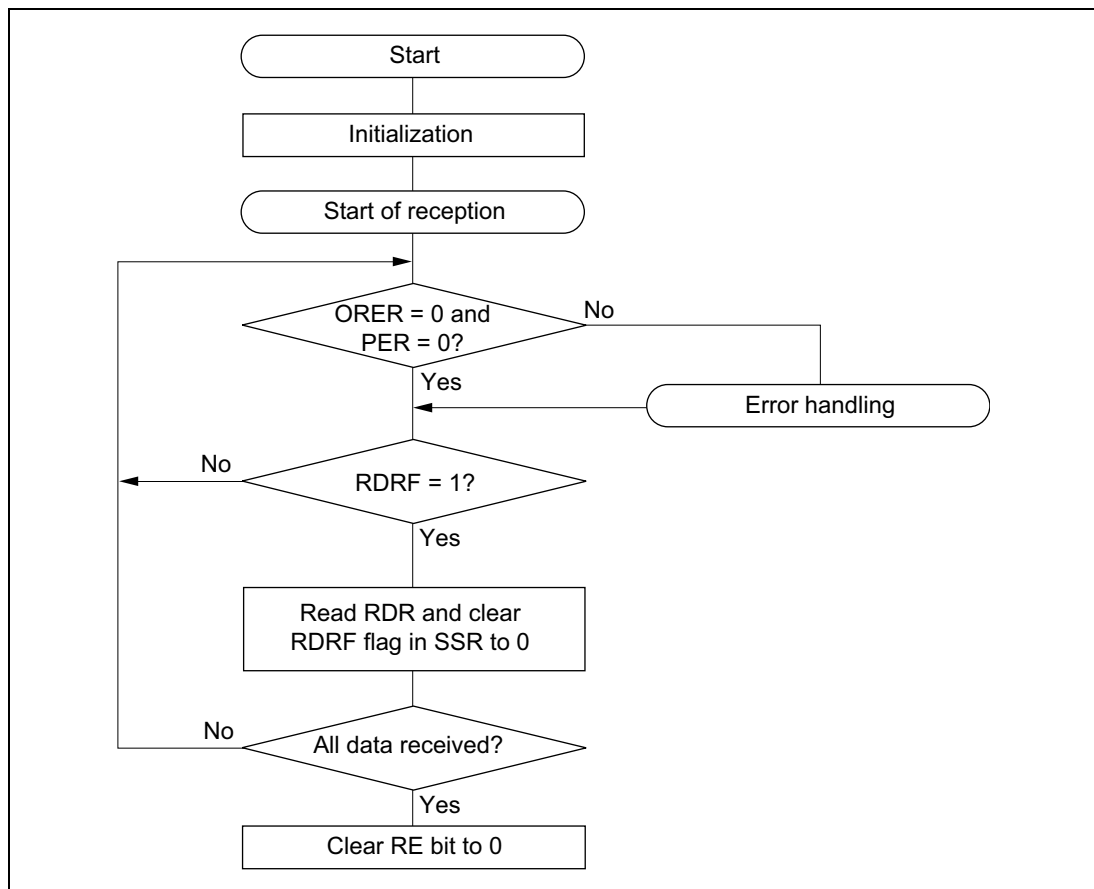 Start
Initialization
Start of reception
ORER = 0 and
PER = 0?
No
Yes
Error handling
No
RDRF = 1?
Yes
Read RDR and clear
RDRF flag in SSR to 0
No
All data received?
Yes
Clear RE bit to 0